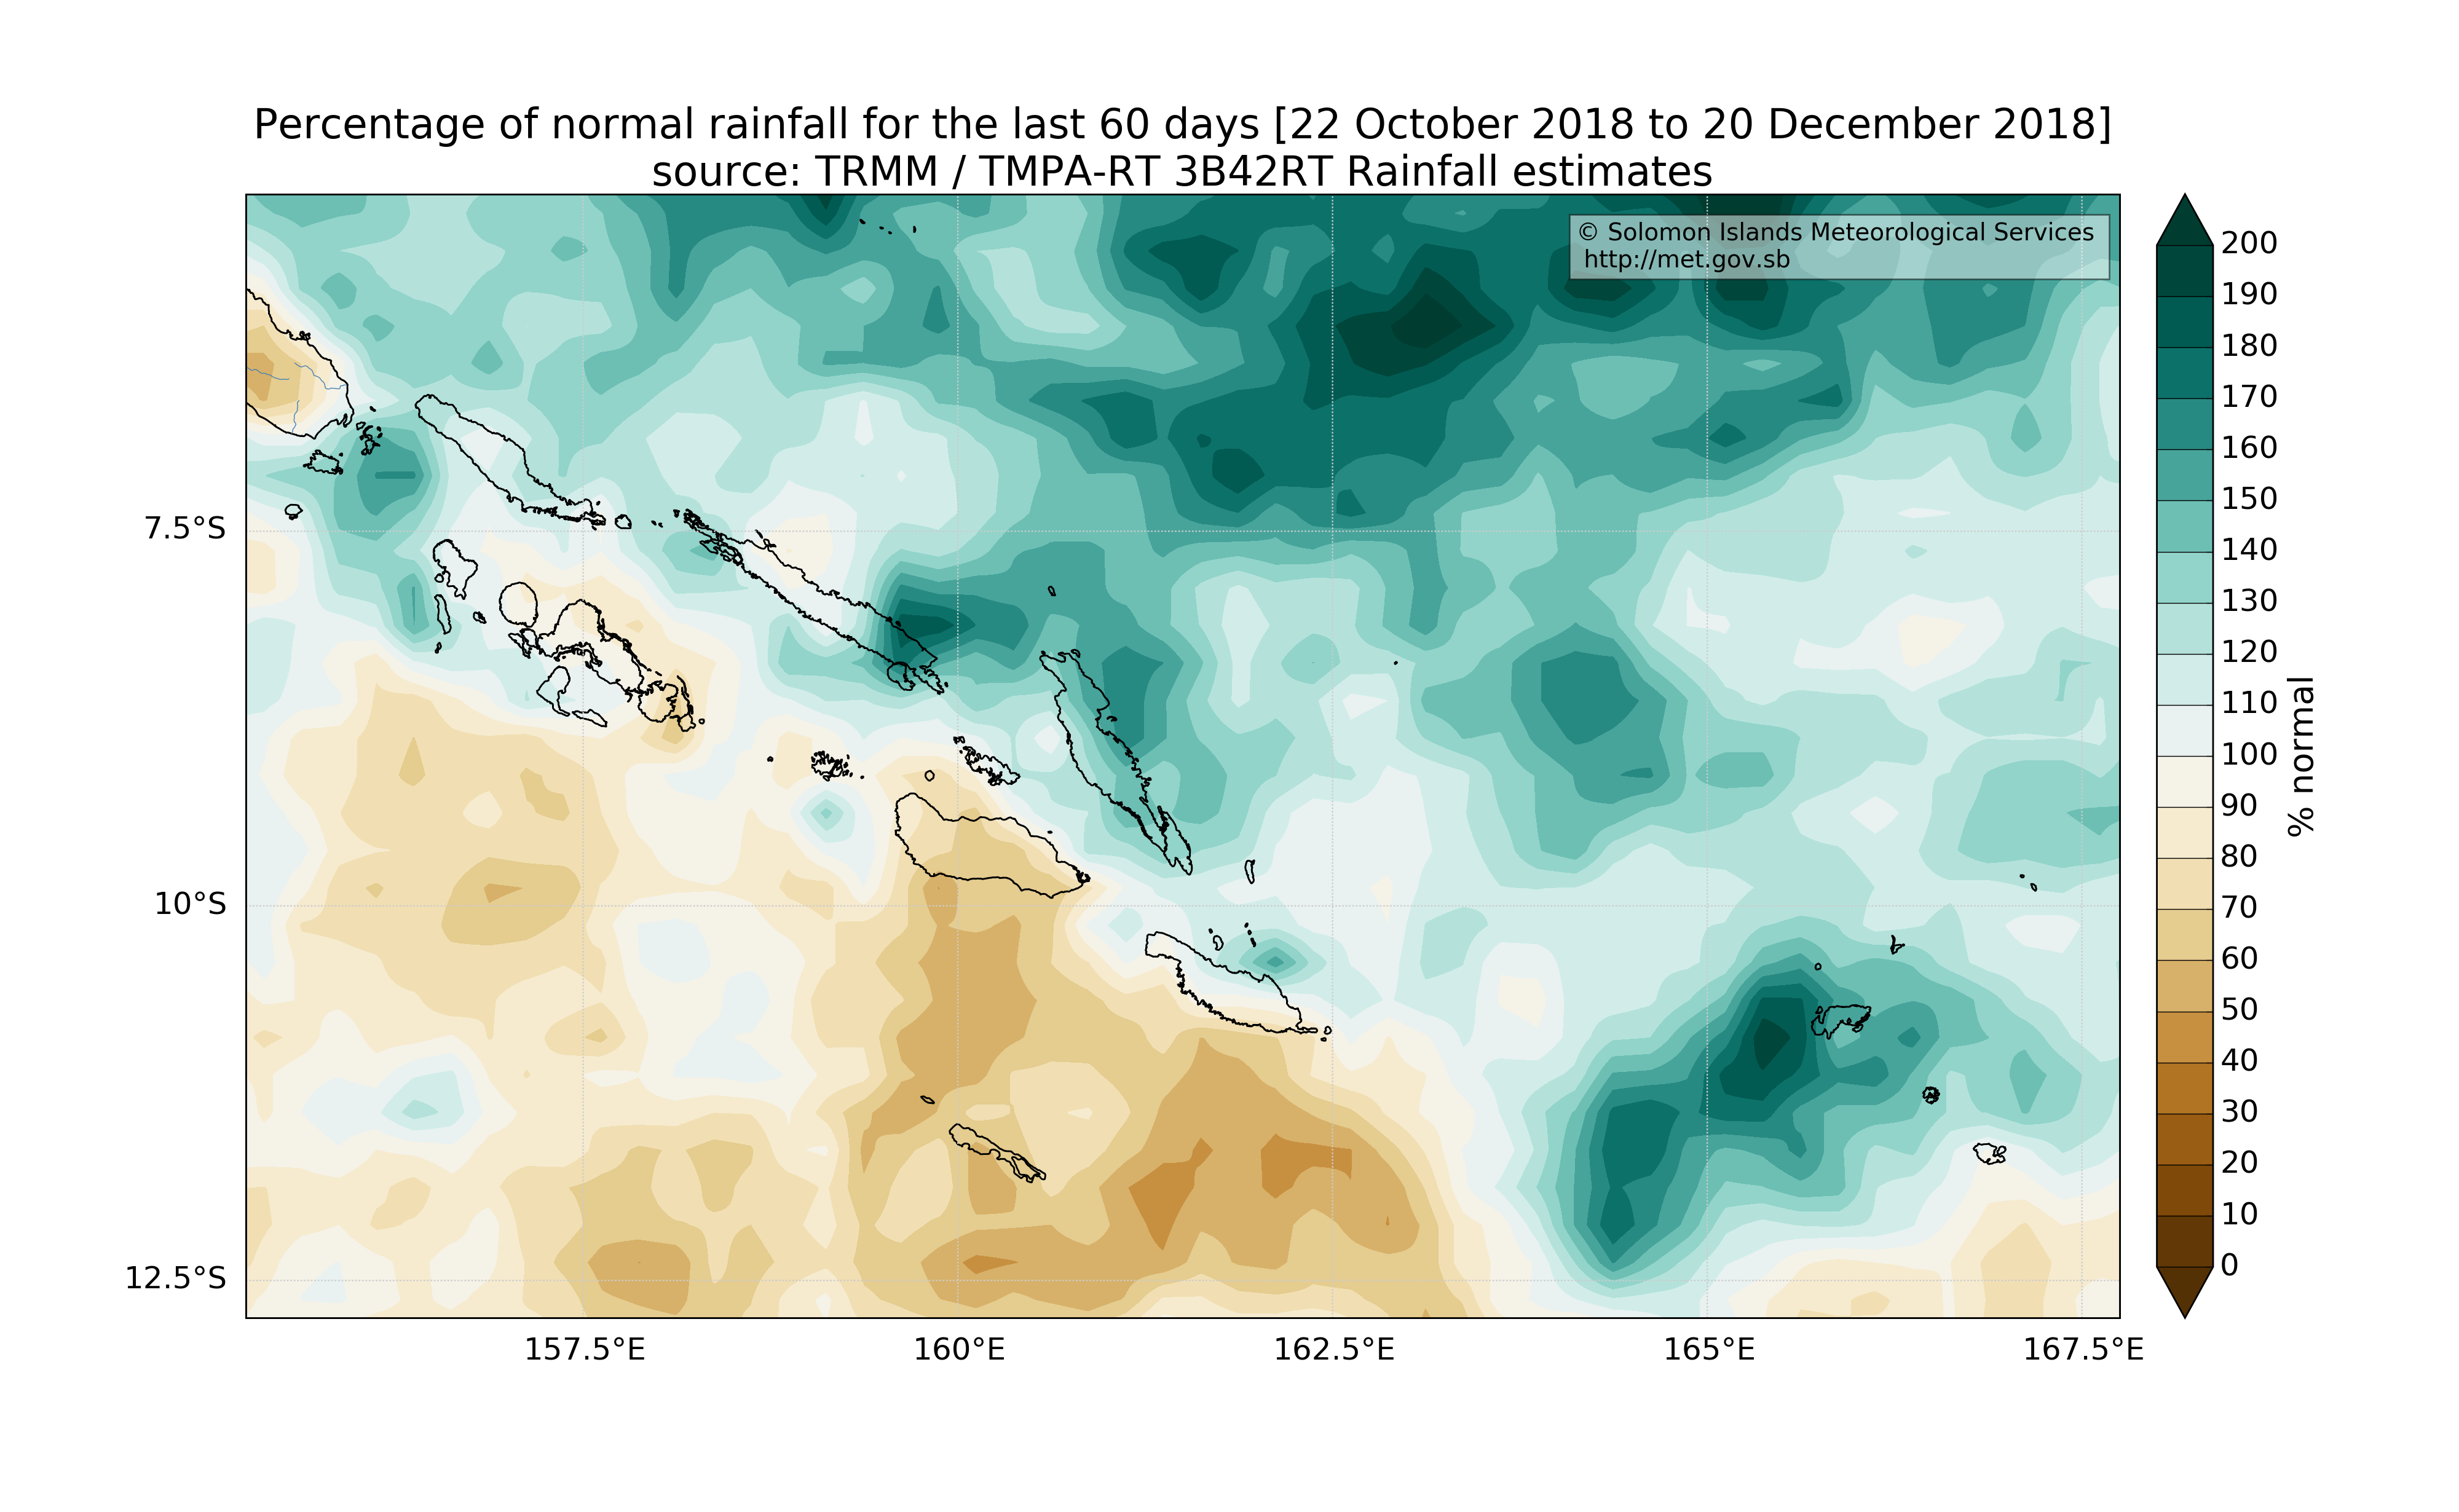 Percentage of normal rainfall for the last 60 days [22 October 2018 to 20 December 2018]
source: TRMM / TMPA-RT 3B42RT Rainfall estimates
© Solomon Islands Meteorological Services
http://met.gov.sb
7.5°S
10°S
12.5°S
157.5°E
160°E
162.5°E
165°E
167.5°E
200
190
180
170
160
150
140
130
120
110
100
90
80
70
60
50
40
30
20
10
0
% normal